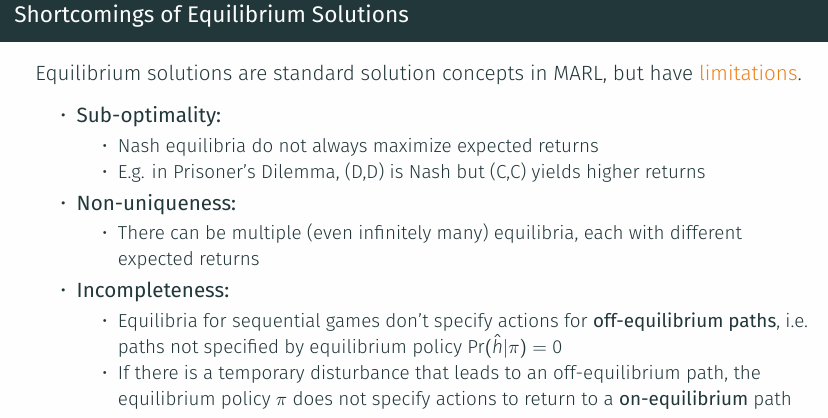 Shortcomings of Equilibrium Solutions
Equilibrium solutions are standard solution concepts in MARL, but have limitations.
• Sub-optimality:
• Nash equilibria do not always maximize expected returns
• E.g. in Prisoner's Dilemma, (D,D) is Nash but (C,C) yields higher returns
• Non-uniqueness:
• There can be multiple (even infinitely many) equilibria, each with different
expected returns
• Incompleteness:
• Equilibria for sequential games don't specify actions for off-equilibrium paths, i.e.
paths not specified by equilibrium policy Pr(ĥ|π) = 0
• If there is a temporary disturbance that leads to an off-equilibrium path, the
equilibrium policy π does not specify actions to return to a on-equilibrium path